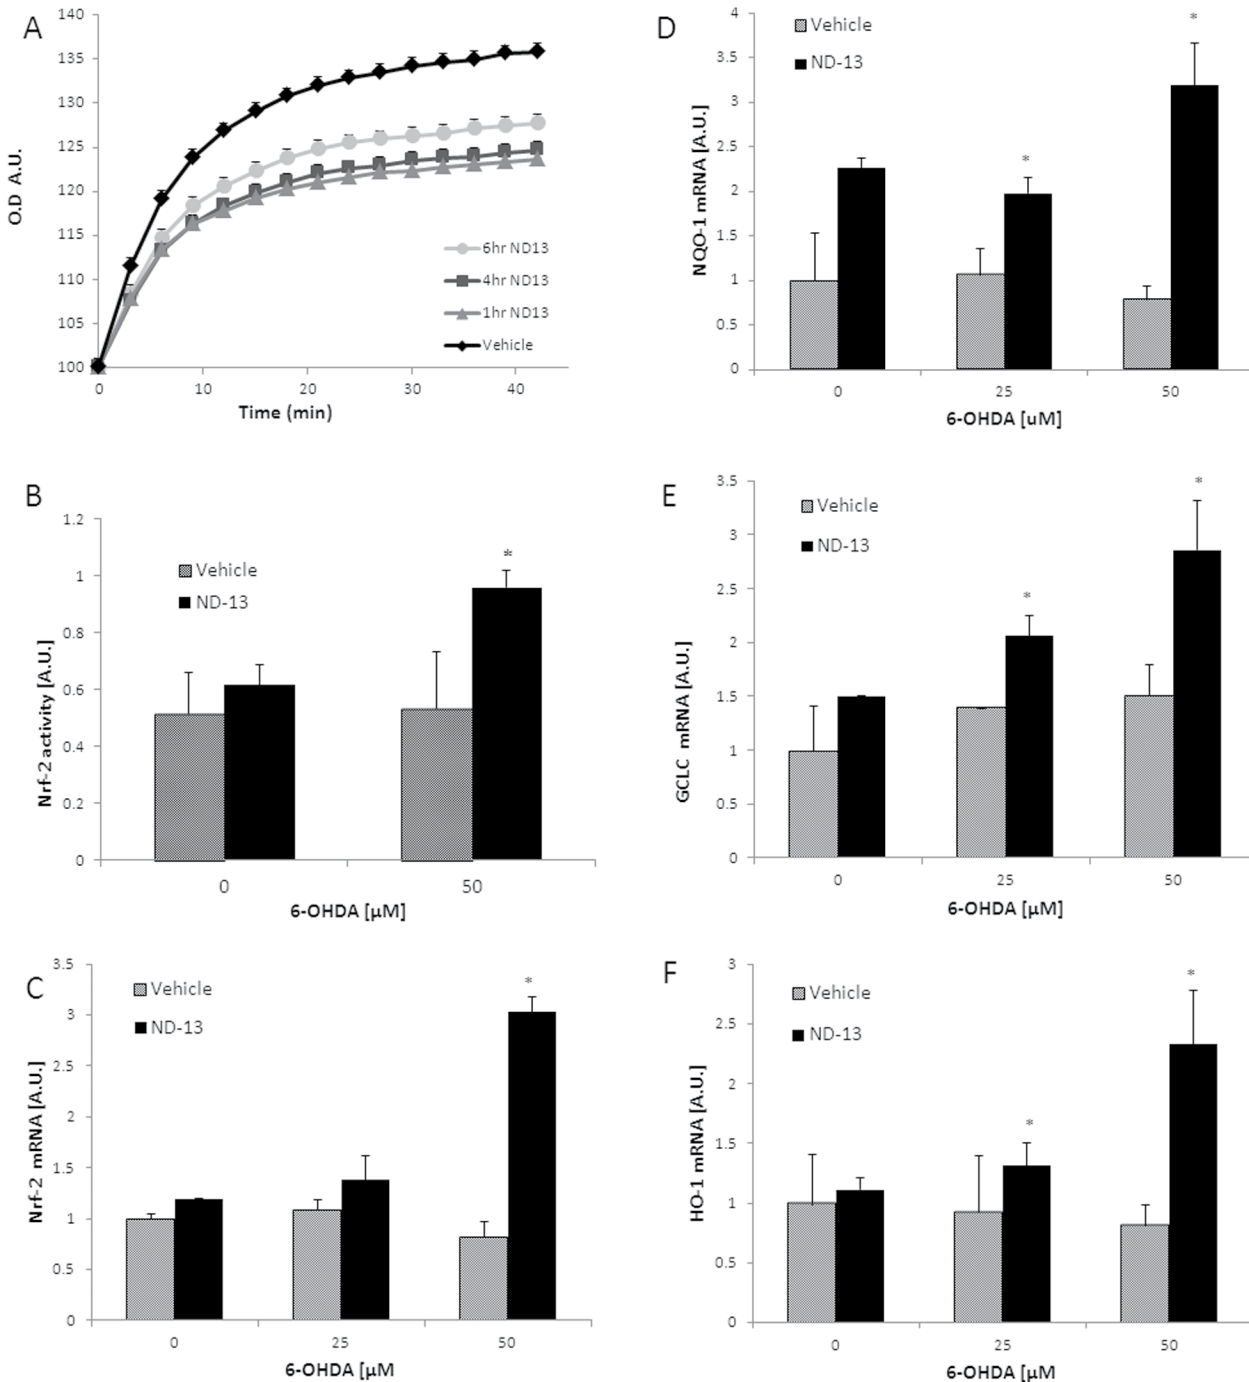 A
140
135
130
125
120
115
110
105
100
O.D A.U.
6hr ND13
4hr ND13
1hr ND13
Vehicle
0 10 20 30 40
Time (min)
B
1.2
1
0.8
0.6
0.4
0.2
0
Nrf-2 activity [A.U.]
Vehicle
ND-13
*
0 50
6-OHDA [µM]
C
3.5
3
2.5
2
1.5
1
0.5
0
Nrf-2 mRNA [A.U.]
Vehicle
ND-13
*
0 25 50
6-OHDA [µM
D
4
3.5
3
2.5
2
1.5
1
0.5
0
NQO-1 mRNA [A.U.]
Vehicle
ND-13
* *
0 25 50
6-OHDA [uM]
E
3.5
3
2.5
2
1.5
1
0.5
0
GCLC mRNA [A.U.]
Vehicle
ND-13
* *
0 25 50
6-OHDA [µM]
F
3
2.5
2
1.5
1
0.5
0
HO-1 mRNA [A.U.]
Vehicle
ND-13
* *
0 25 50
6-OHDA [µM